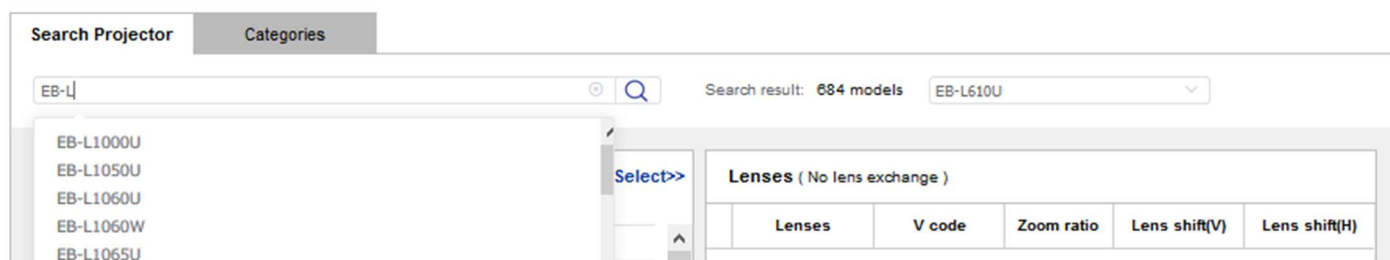 Search Projector Categories
EB-L Search result: 684 models EB-L610U
EB-L1000U
EB-L1050U Select>> Lenses ( No lens exchange )
EB-L1060U
EB-L1060W Lenses V code Zoom ratio Lens shift(V) Lens shift(H)
EB-L1065U